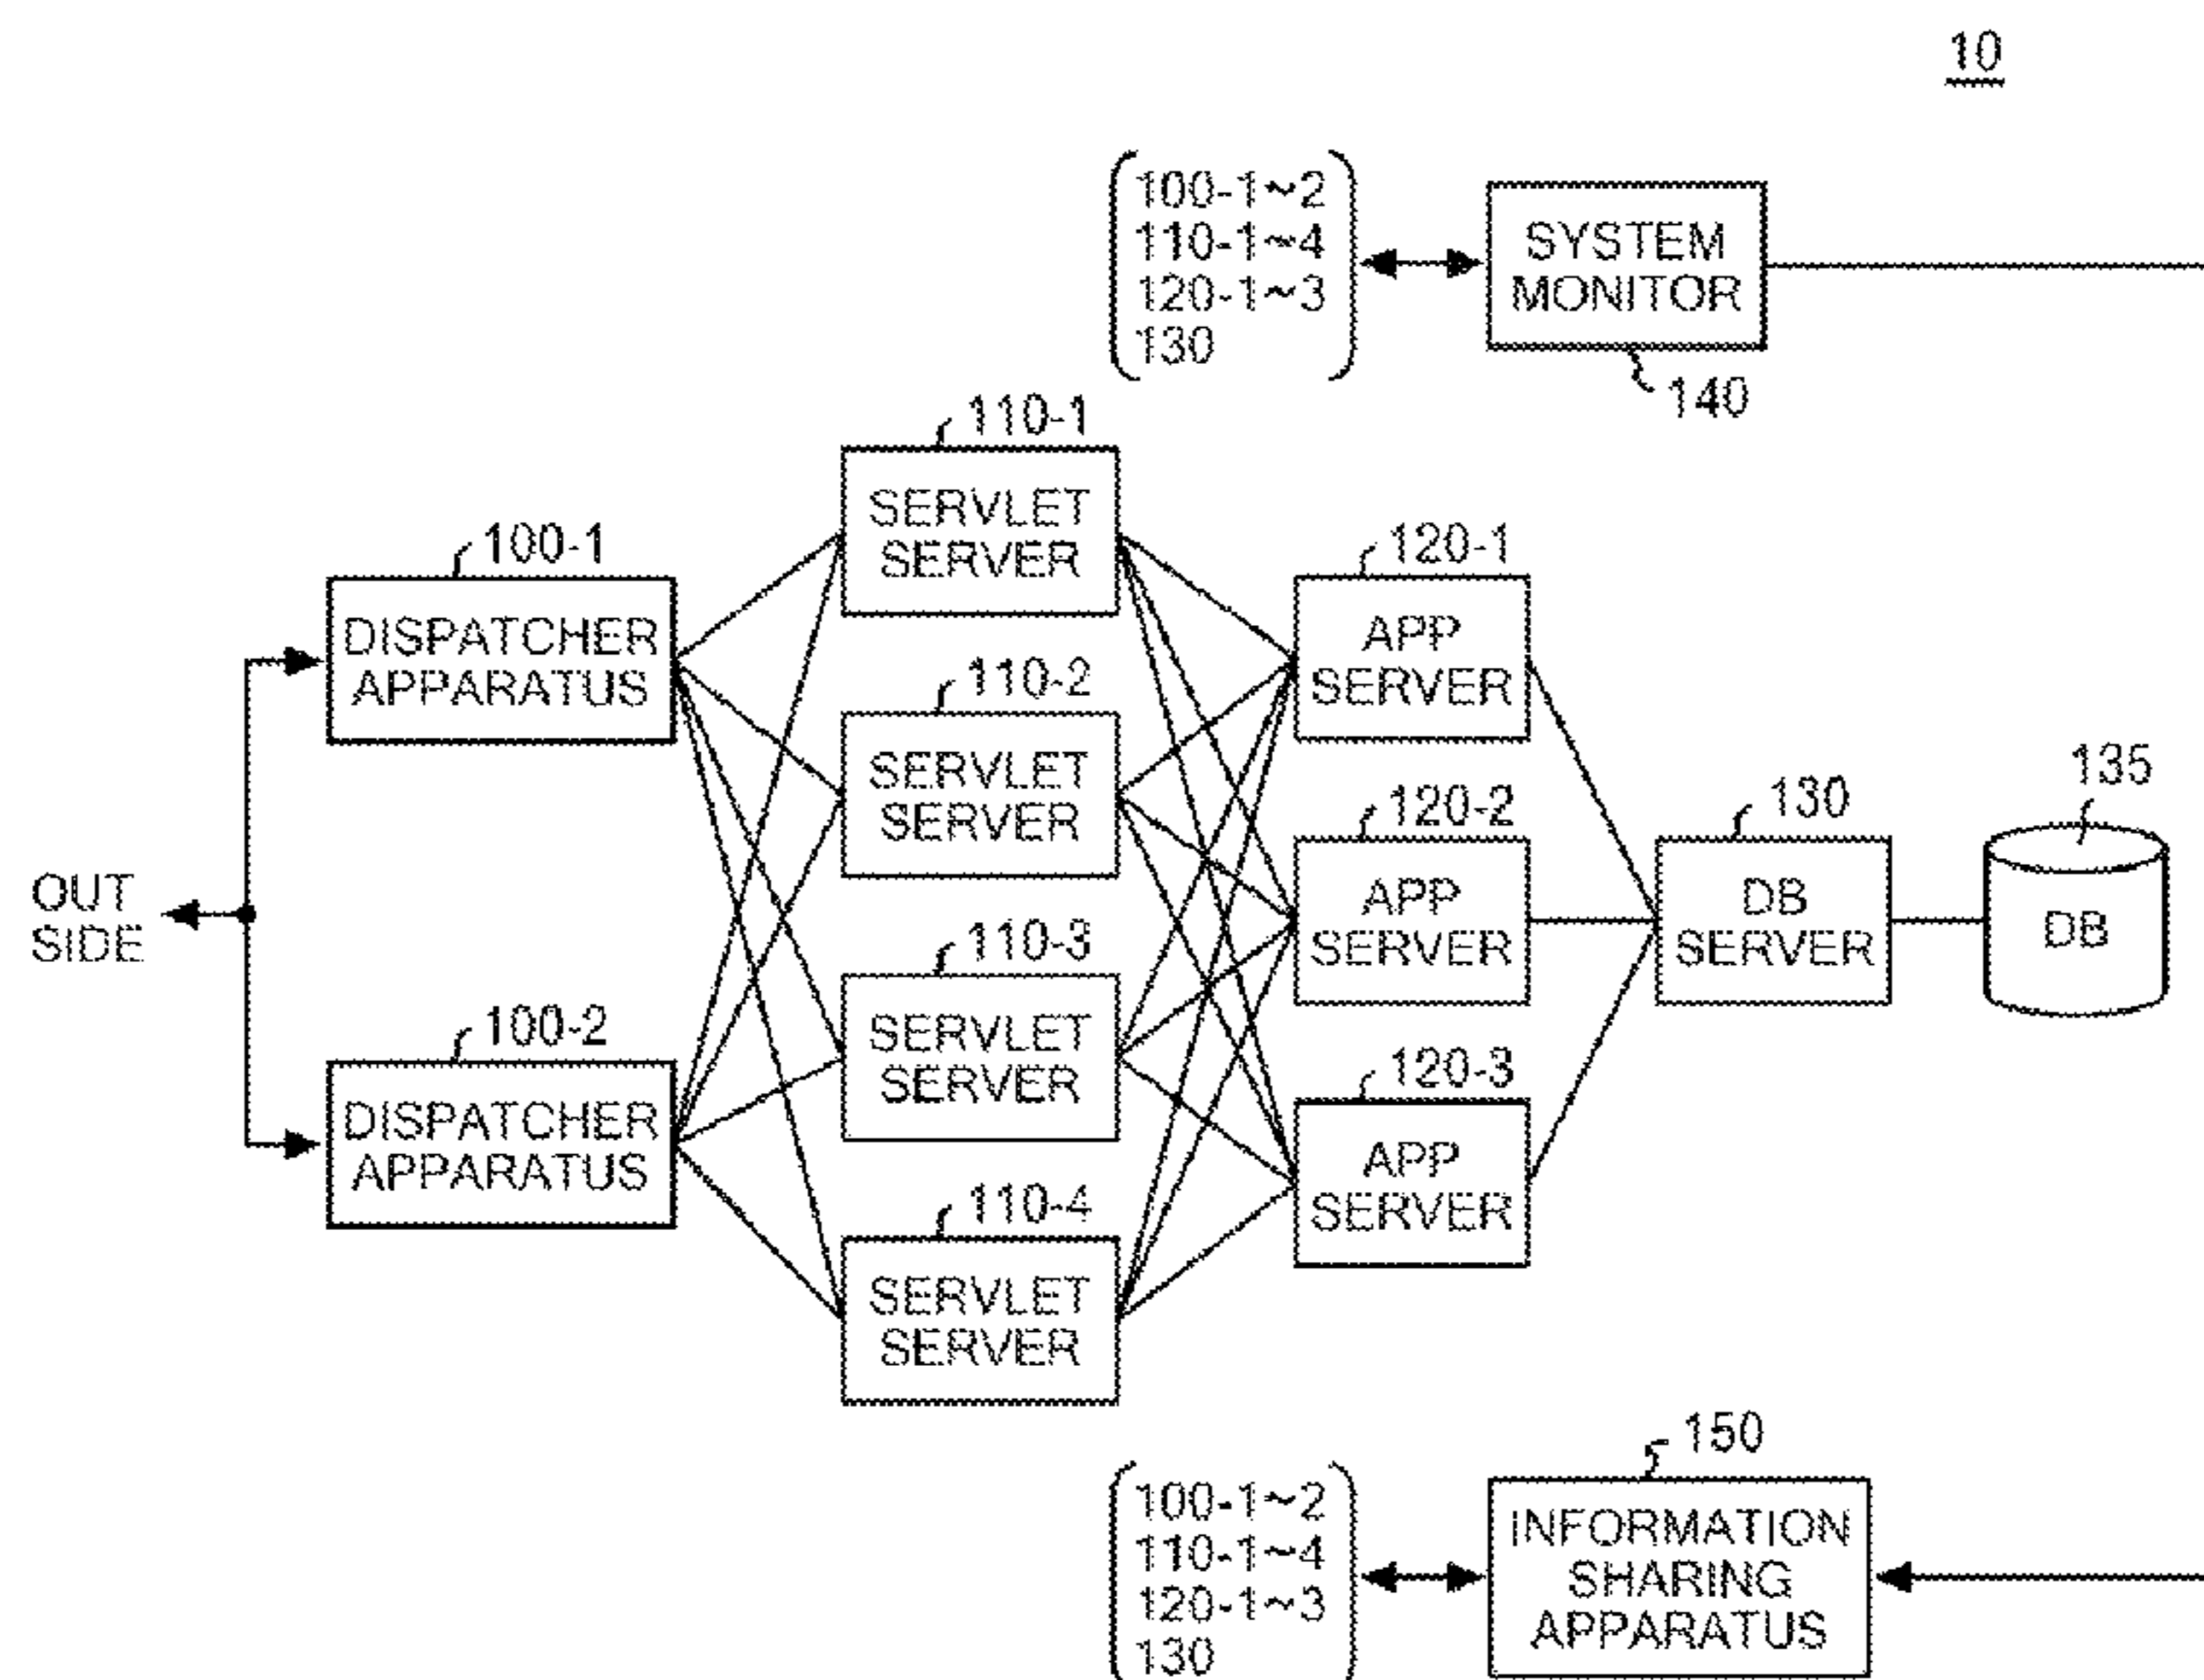 10
100-1~2
110-1~4
120-1~3
130
SYSTEM
MONITOR
140
110-1
SERVLET
SERVER
100-1
DISPATCHER
APPARATUS
120-1
APP
SERVER
110-2
SERVLET
SERVER
120-2
APP
SERVER
130
DB
SERVER
135
DB
OUT
SIDE
110-3
SERVLET
SERVER
100-2
DISPATCHER
APPARATUS
120-3
APP
SERVER
110-4
SERVLET
SERVER
100-1~2
110-1~4
120-1~3
130
150
INFORMATION
SHARING
APPARATUS